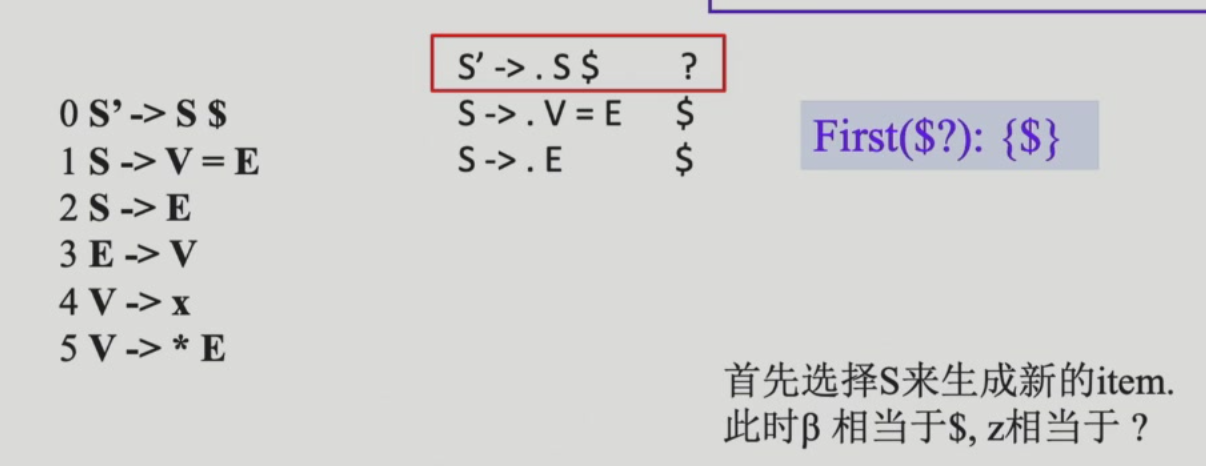 0 S’ -> S $
1 S -> V = E
2 S -> E
3 E -> V
4 V -> x
5 V -> * E
S’ -> . S $ ?
S -> . V = E $
S -> . E $
First($?): {$}
首先选择S来生成新的item.
此时β 相当于$, z相当于 ?